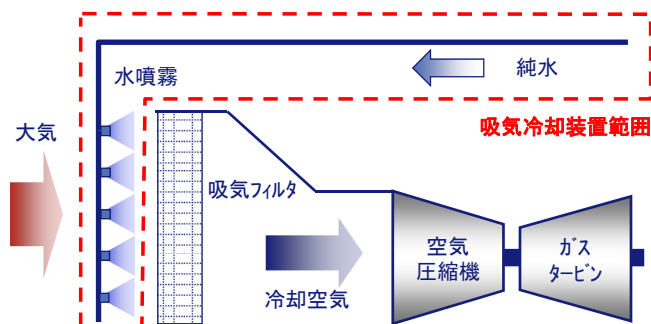 水噴霧
純水
大気
吸気冷却装置範囲
吸気フィルタ
空気
圧縮機
ガス
タービン
冷却空気